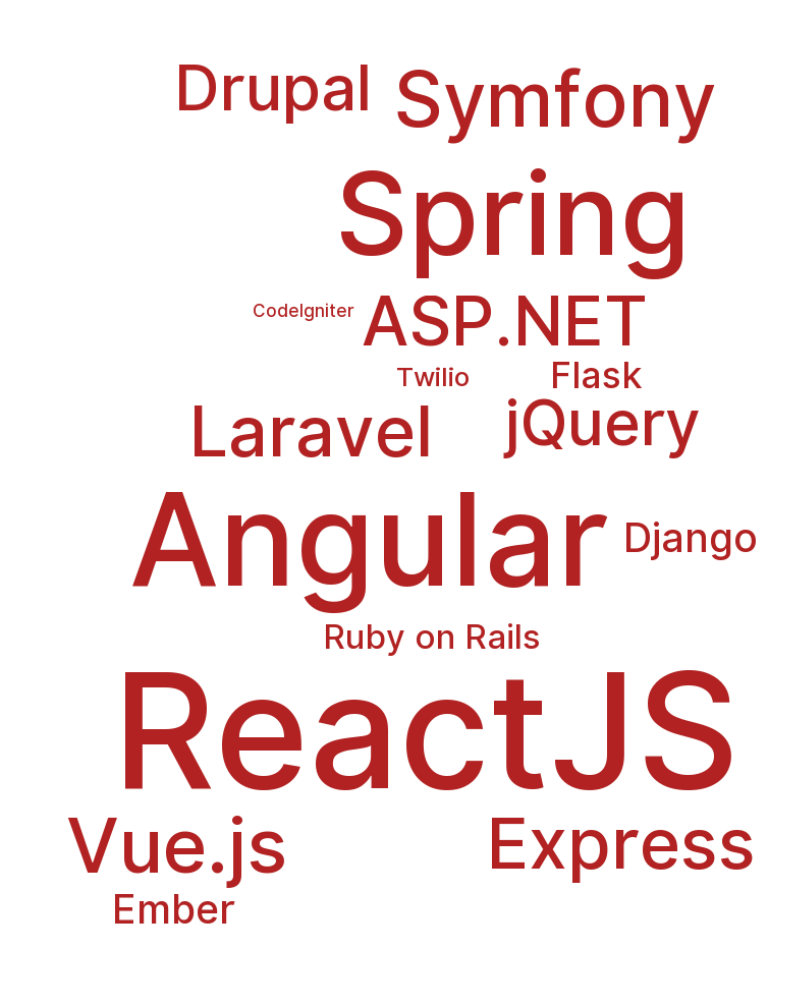 Drupal Symfony
Spring
CodeIgniter ASP.NET
Twilio Flask
Laravel jQuery
Angular Django
Ruby on Rails
ReactJS
Vue.js Express
Ember